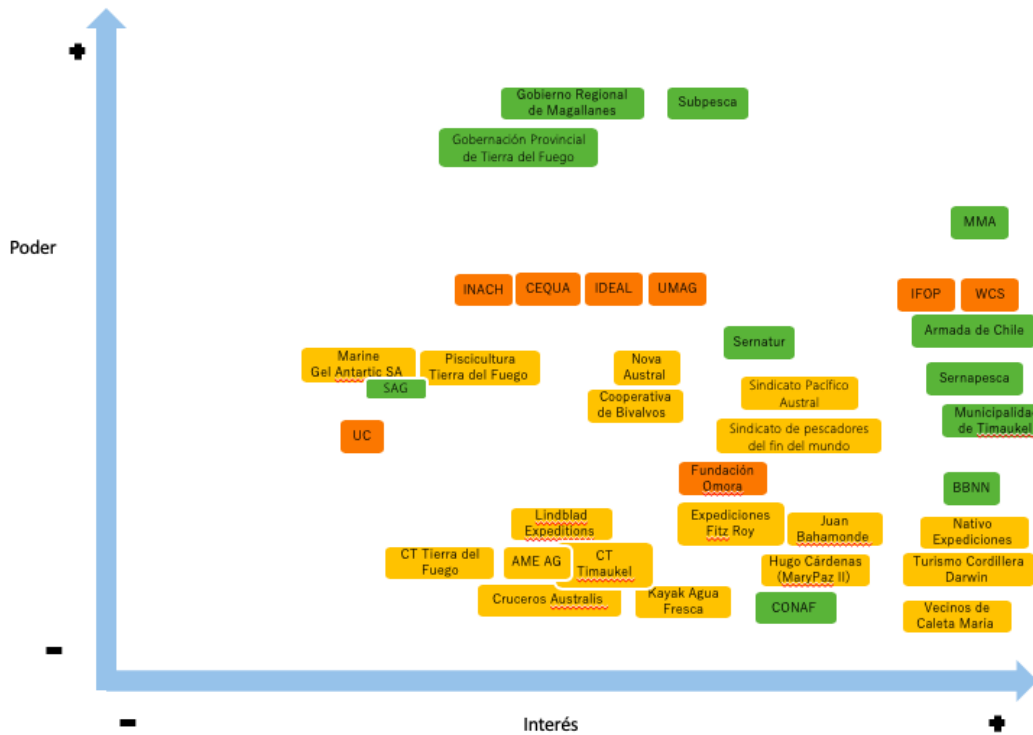 Gobierno Regional
de Magallanes
Subpesca
Gobernación Provincial
de Tierra del Fuego
MMA
Poder
INACH
CEQUA
IDEAL
UMAG
IFOP
WCS
Armada de Chile
Sernatur
Marine
Gel Antartic SA
Piscicultura
Tierra del Fuego
Nova
Austral
SAG
Sernapesca
Sindicato Pacífico
Austral
Cooperativa
de Bivalvos
Municipalidad
de Timaukel
UC
Sindicato de pescadores
del fin del mundo
Fundación
Omora
BBNN
Lindblad
Expeditions
Expediciones
Fitz Roy
Juan
Bahamonde
Nativo
Expediciones
CT Tierra del
Fuego
AME AG
CT
Timaukel
Hugo Cárdenas
(MaryPaz II)
Turismo Cordillera
Darwin
Cruceros Australis
Kayak Agua
Fresca
CONAF
Vecinos de
Caleta María
Interés